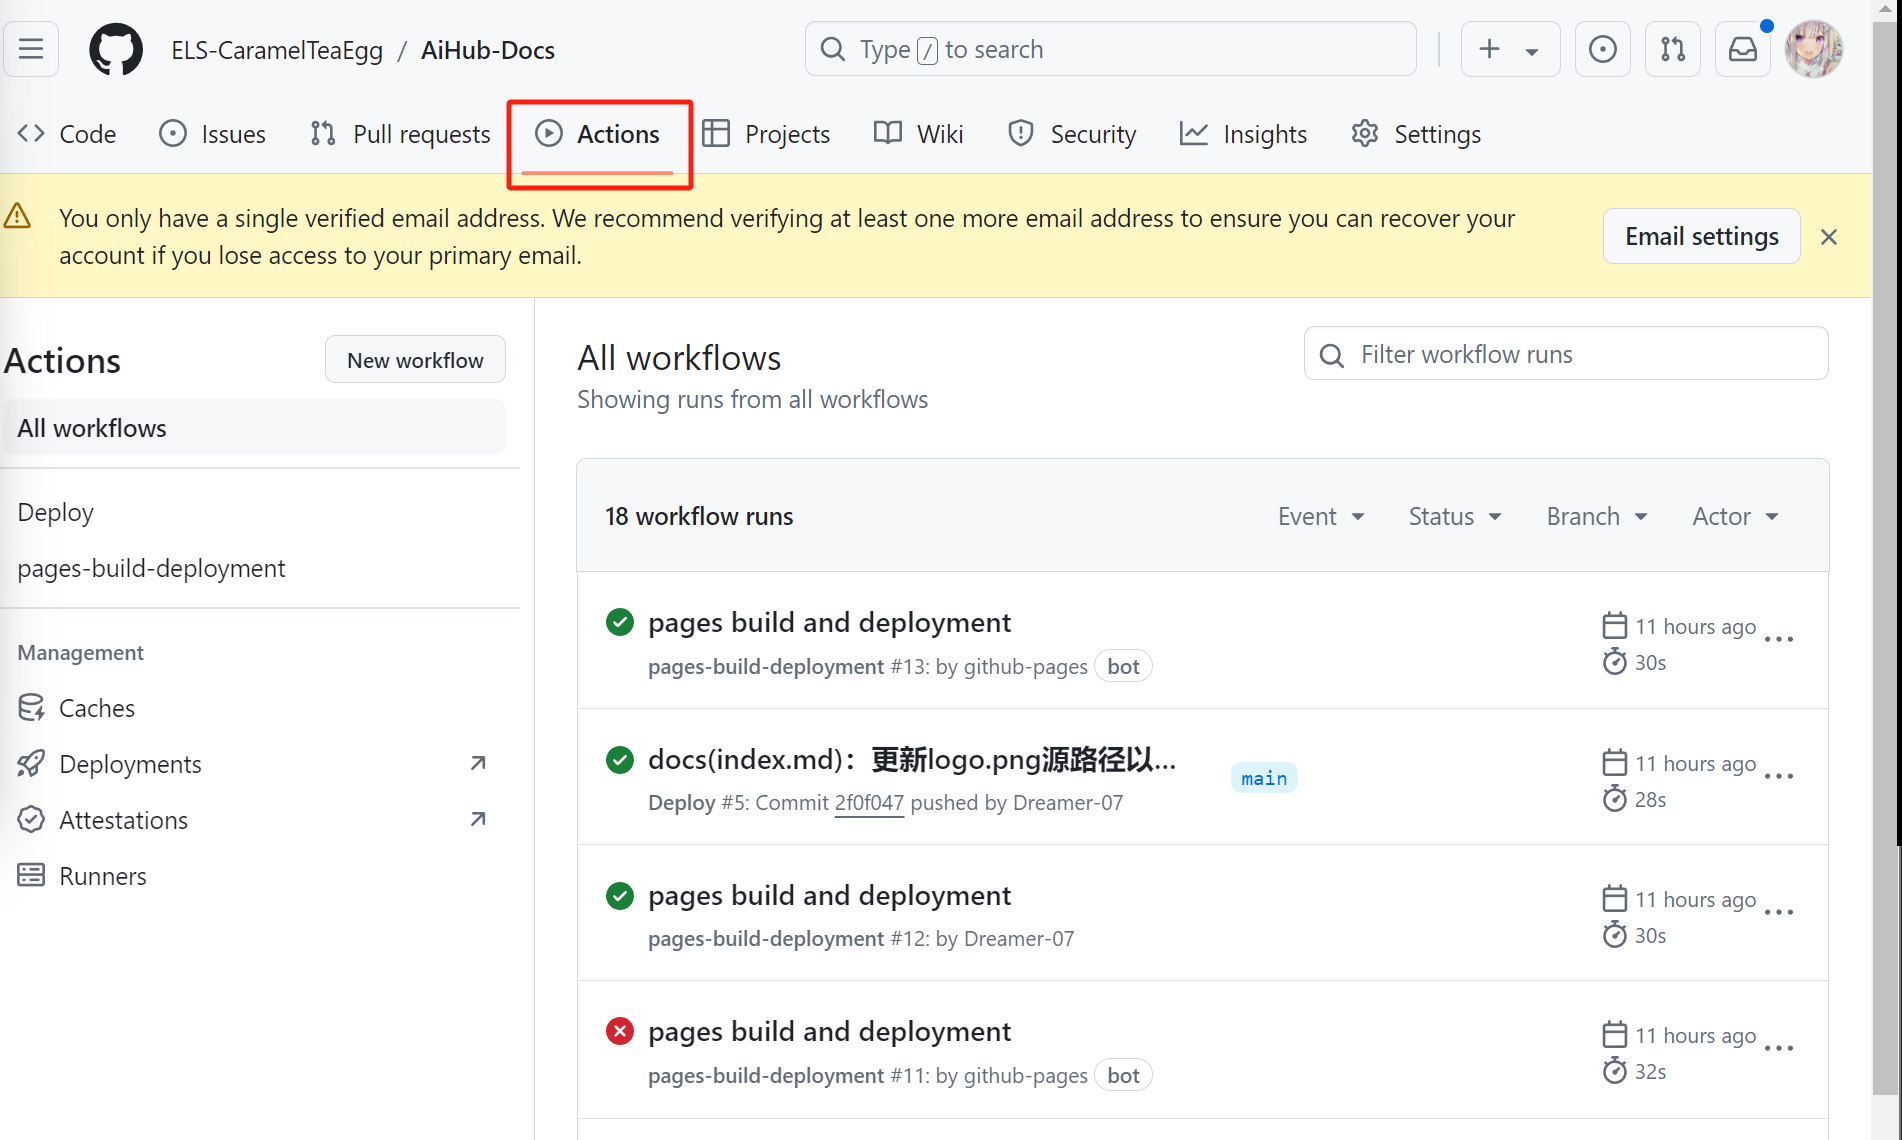 ELS-CaramelTeaEgg / AiHub-Docs
Type / to search
Code
Issues
Pull requests
Actions
Projects
Wiki
Security
Insights
Settings
You only have a single verified email address. We recommend verifying at least one more email address to ensure you can recover your
account if you lose access to your primary email.
Email settings
Actions
New workflow
All workflows
Deploy
pages-build-deployment
Management
Caches
Deployments
Attestations
Runners
All workflows
Showing runs from all workflows
Filter workflow runs
18 workflow runs
Event
Status
Branch
Actor
pages build and deployment
pages-build-deployment #13: by github-pages bot
11 hours ago
30s
docs(index.md)：更新logo.png源路径以...
Deploy #5: Commit 2f0f047 pushed by Dreamer-07
main
11 hours ago
28s
pages build and deployment
pages-build-deployment #12: by Dreamer-07
11 hours ago
30s
pages build and deployment
pages-build-deployment #11: by github-pages bot
11 hours ago
32s